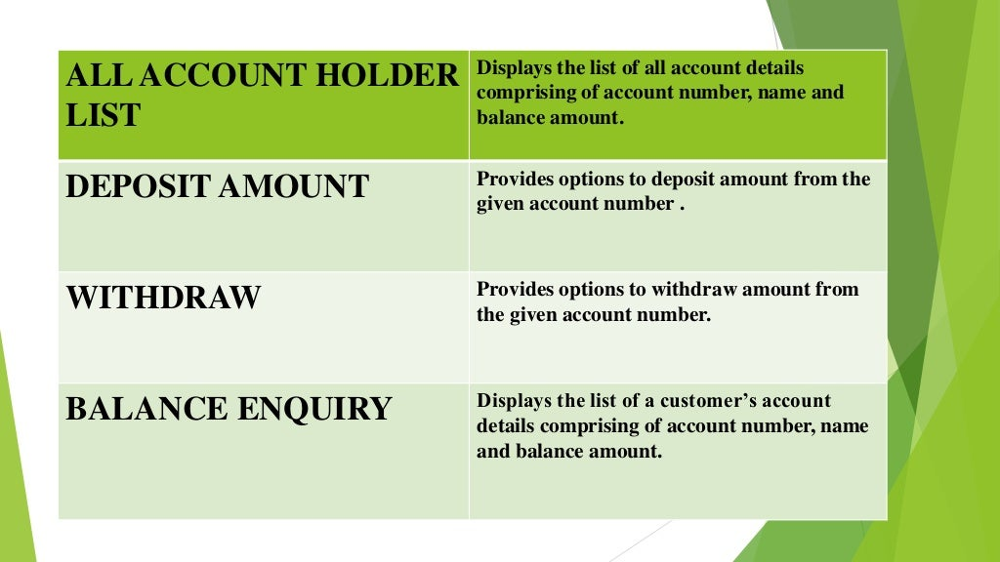 ALL ACCOUNT HOLDER
LIST
Displays the list of all account details
comprising of account number, name and
balance amount.
DEPOSIT AMOUNT
Provides options to deposit amount from the
given account number .
WITHDRAW
Provides options to withdraw amount from
the given account number.
BALANCE ENQUIRY
Displays the list of a customer’s account
details comprising of account number, name
and balance amount.